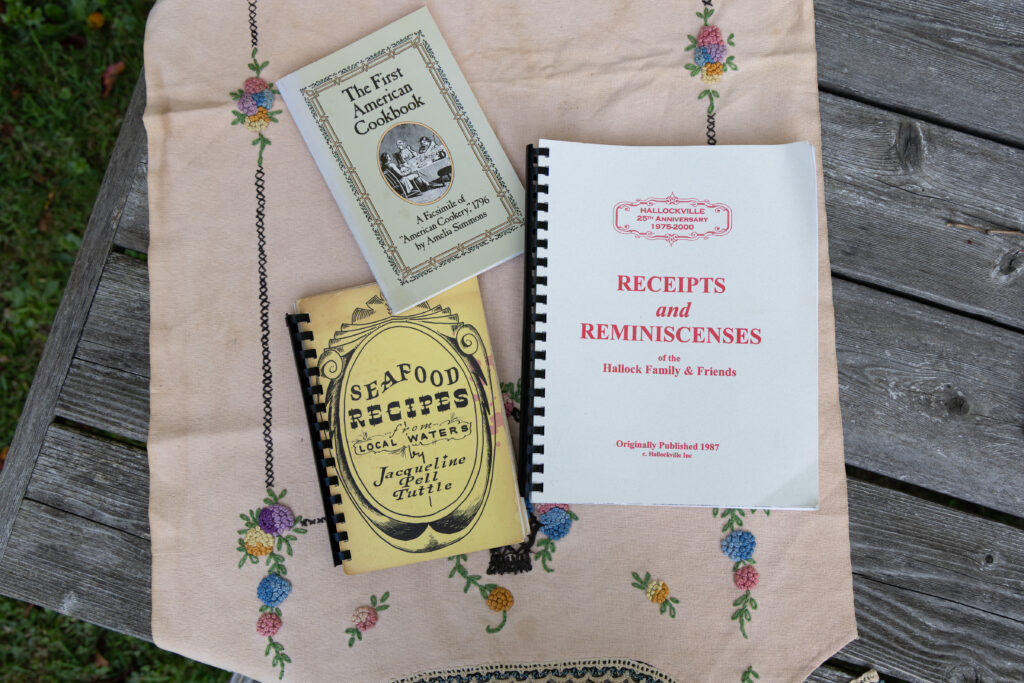 The First
American
Cookbook
A Facsimile of
"American Cookery," 1796
by Amelia Simmons
SEAFOOD
RECIPES
from
LOCAL WATERS
by
Jacqueline
Pell
Tuttle
HALLOCKVILLE
25TH ANNIVERSARY
1975-2000
RECEIPTS
and
REMINISCENSES
of the
Hallock Family & Friends
Originally Published 1987
c. Hallockville Inc